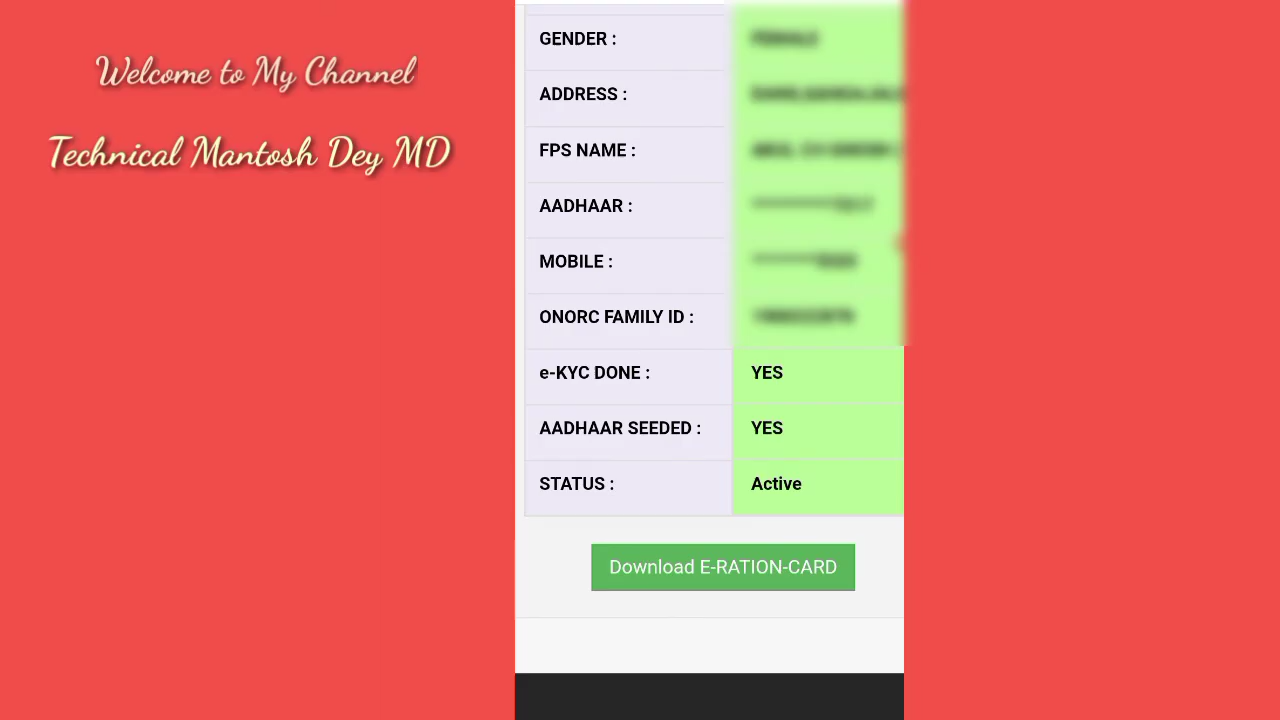 Welcome to My Channel
Technical Mantosh Dey MD
GENDER :
ADDRESS :
FPS NAME :
AADHAAR :
MOBILE :
ONORC FAMILY ID :
e-KYC DONE : YES
AADHAAR SEEDED : YES
STATUS : Active
Download E-RATION-CARD